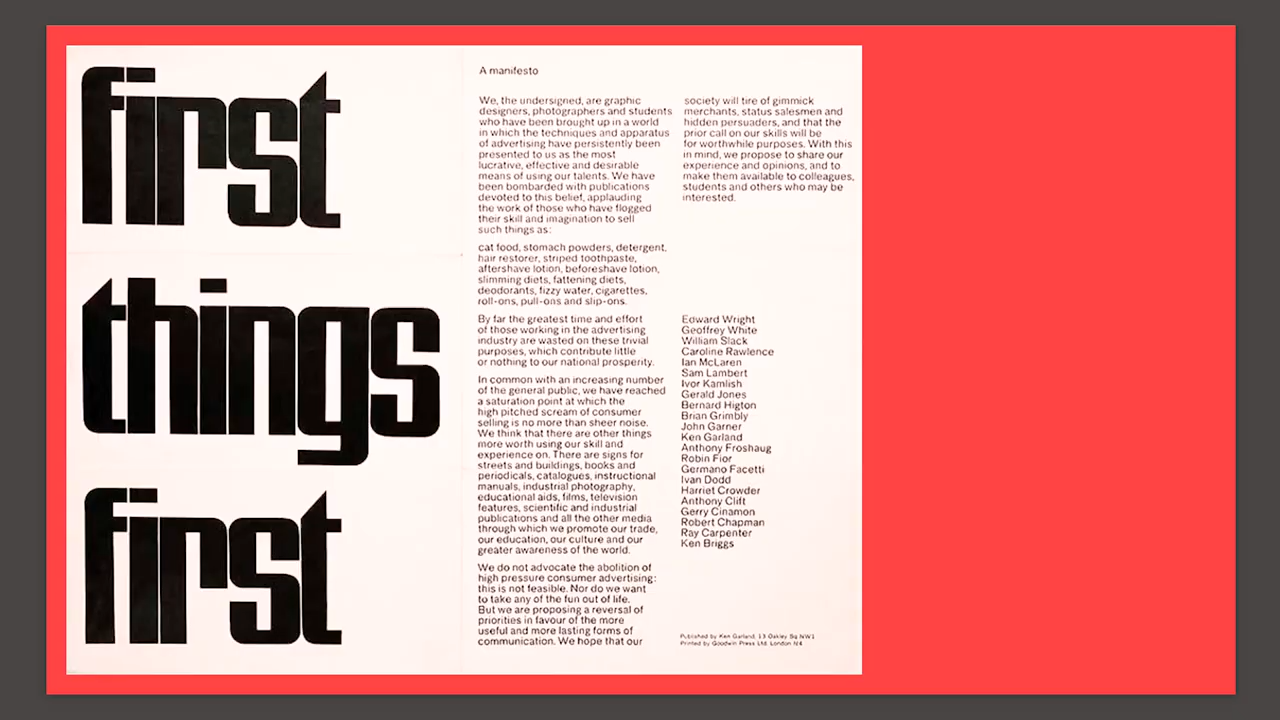 first
things
first
A manifesto
We, the undersigned, are graphic
designers, photographers and students
who have been brought up in a world
in which the techniques and apparatus
of advertising have persistently been
presented to us as the most
lucrative, effective and desirable
means of using our talents. We have
been bombarded with publications
devoted to this belief, applauding
the work of those who have flogged
their skill and imagination to sell
such things as:
cat food, stomach powders, detergent,
hair restorer, striped toothpaste,
aftershave lotion, beforeshave lotion,
slimming diets, fattening diets,
deodorants, fizzy water, cigarettes,
roll-ons, pull-ons and slip-ons.
By far the greatest time and effort
of those working in the advertising
industry are wasted on these trivial
purposes, which contribute little
or nothing to our national prosperity.
In common with an increasing number
of the general public, we have reached
a saturation point at which the
high pitched scream of consumer
selling is no more than sheer noise.
We think that there are other things
more worth using our skill and
experience on. There are signs for
streets and buildings, books and
periodicals, catalogues, instructional
manuals, industrial photography,
educational aids, films, television
features, scientific and industrial
publications and all the other media
through which we promote our trade,
our education, our culture and our
greater awareness of the world.
We do not advocate the abolition of
high pressure consumer advertising:
this is not feasible. Nor do we want
to take any of the fun out of life.
But we are proposing a reversal of
priorities in favour of the more
useful and more lasting forms of
communication. We hope that our
society will tire of gimmick
merchants, status salesmen and
hidden persuaders, and that the
prior call on our skills will be
for worthwhile purposes. With this
in mind, we propose to share our
experience and opinions, and to
make them available to colleagues,
students and others who may be
interested.
Edward Wright
Geoffrey White
William Slack
Caroline Rawlence
Ian McLaren
Sam Lambert
Ivor Kamlish
Gerald Jones
Bernard Higton
Brian Grimbly
John Garner
Ken Garland
Anthony Froshaug
Robin Fior
Germano Facetti
Ivan Dodd
Harriet Crowder
Anthony Clift
Gerry Cinamon
Robert Chapman
Ray Carpenter
Ken Briggs
Published by Ken Garland, 13 Oakley Sq NW1
Printed by Goodwin Press Ltd. London N4